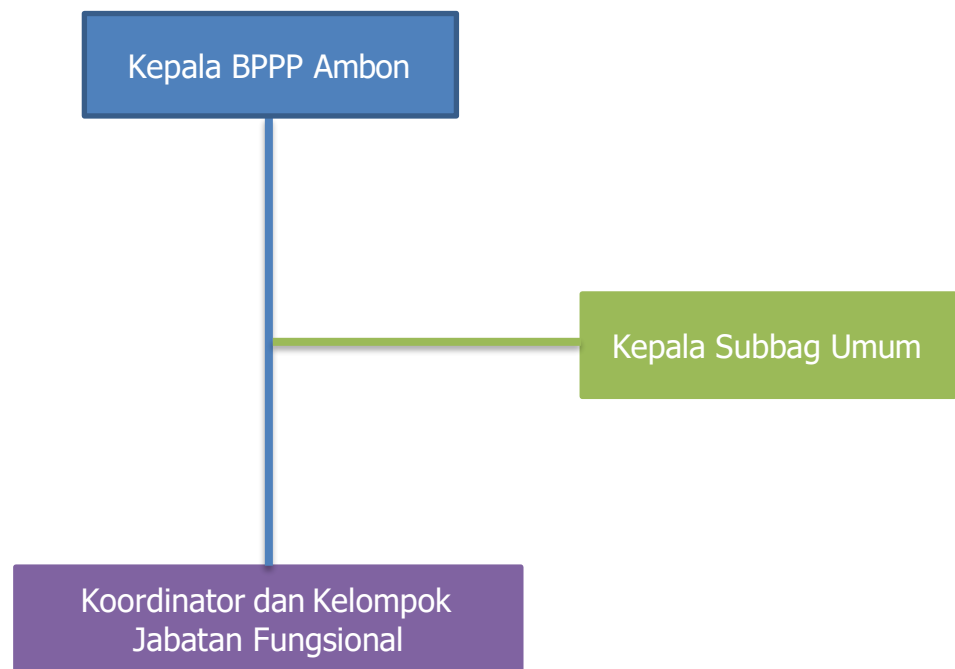 Kepala BPPP Ambon
Kepala Subbag Umum
Koordinator dan Kelompok
Jabatan Fungsional